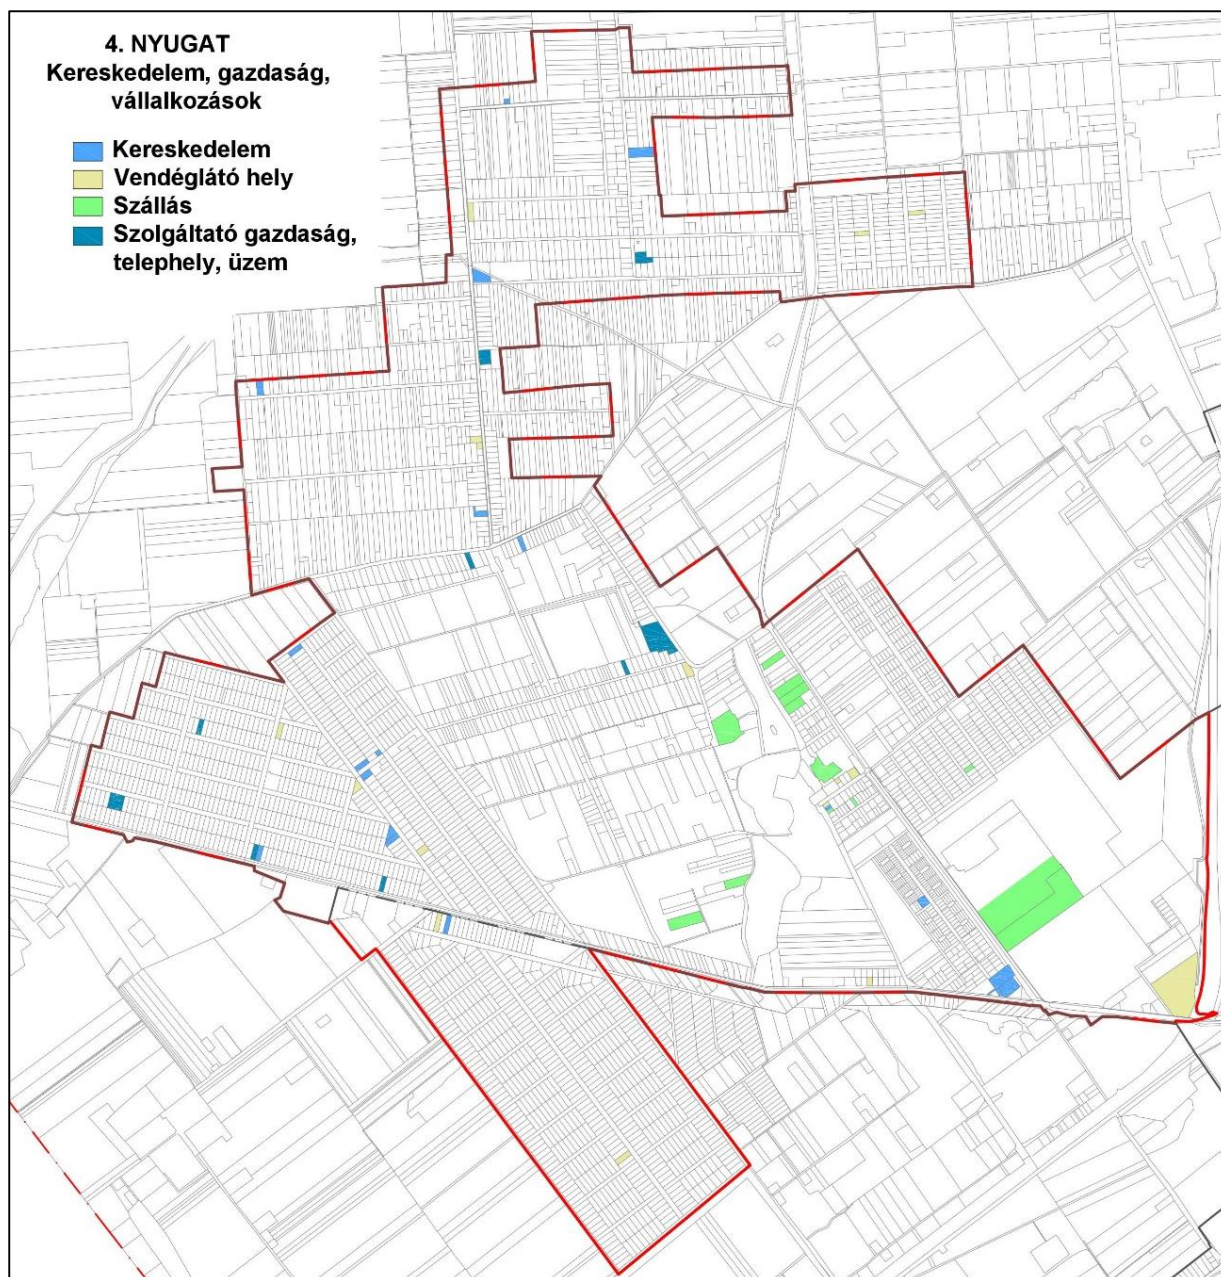 4. NYUGAT
Kereskedelem, gazdaság,
vállalkozások
Kereskedelem
Vendéglátó hely
Szállás
Szolgáltató gazdaság,
telephely, üzem